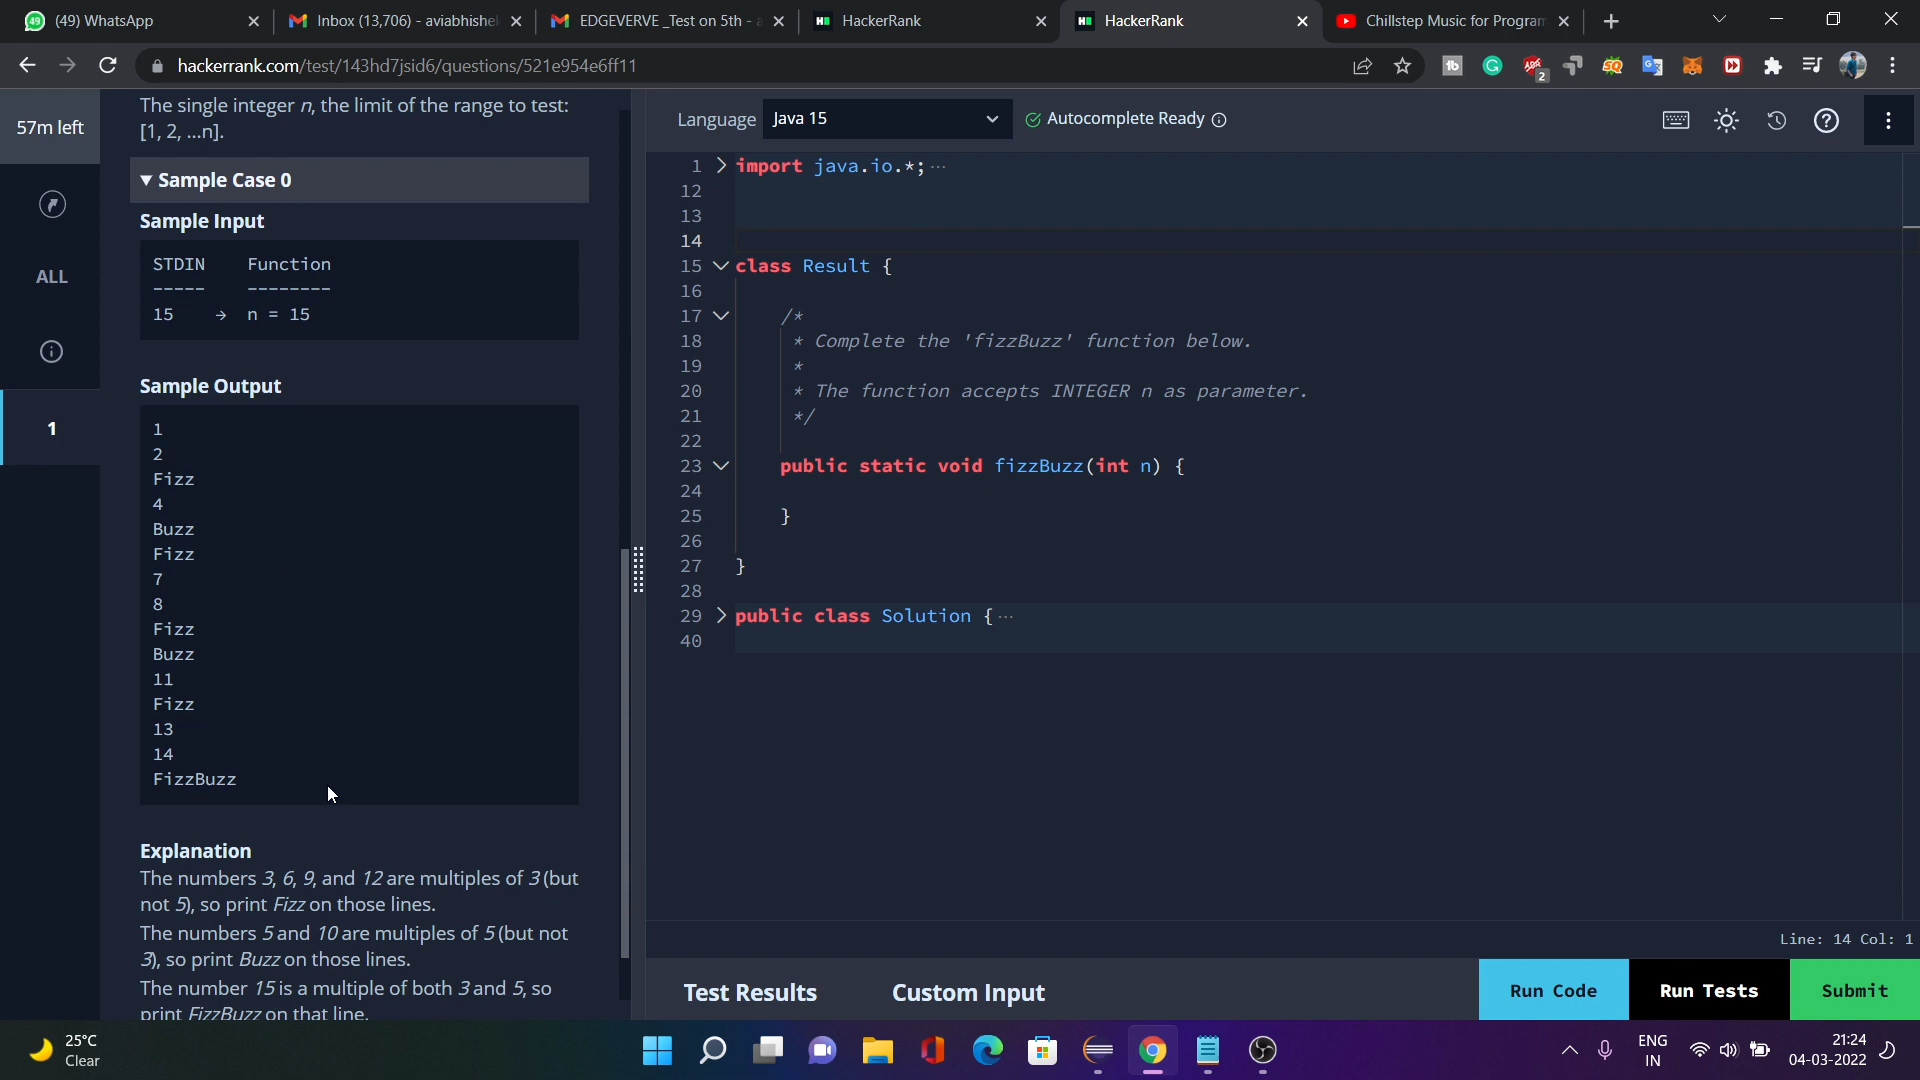 (49) WhatsApp
Inbox (13,706) - aviabhishek
EDGEVERVE _Test on 5th - a
HackerRank
HackerRank
Chillstep Music for Program
hackerrank.com/test/143hd7jsid6/questions/521e954e6ff11
57m left
ALL
1
The single integer n, the limit of the range to test:
[1, 2, ...n].
▼ Sample Case 0
Sample Input
STDIN Function
----- --------
15 → n = 15
Sample Output
1
2
Fizz
4
Buzz
Fizz
7
8
Fizz
Buzz
11
Fizz
13
14
FizzBuzz
Explanation
The numbers 3, 6, 9, and 12 are multiples of 3 (but
not 5), so print Fizz on those lines.
The numbers 5 and 10 are multiples of 5 (but not
3), so print Buzz on those lines.
The number 15 is a multiple of both 3 and 5, so
print FizzBuzz on that line.
Language Java 15 Autocomplete Ready
1 import java.io.*; ...
12
13
14
15 class Result {
16
17 /*
18 * Complete the 'fizzBuzz' function below.
19 *
20 * The function accepts INTEGER n as parameter.
21 */
22
23 public static void fizzBuzz(int n) {
24
25 }
26
27 }
28
29 public class Solution { ...
40
Line: 14 Col: 1
Test Results Custom Input Run Code Run Tests Submit
25°C
Clear
ENG
IN
21:24
04-03-2022